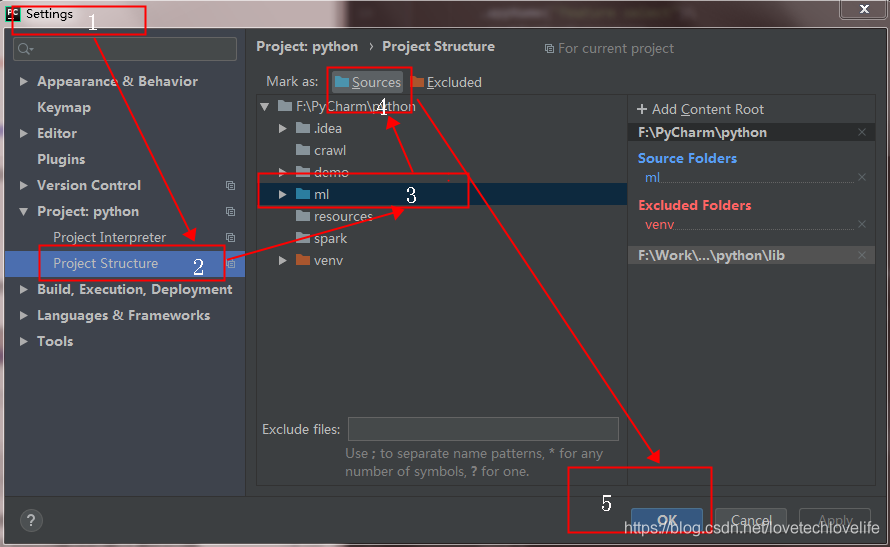 PC Settings
1
X
Project: python › Project Structure
For current project
Mark as: Sources Excluded
4
Appearance & Behavior
Keymap
Editor
Plugins
Version Control
Project: python
Project Interpreter
Project Structure
2
Build, Execution, Deployment
Languages & Frameworks
Tools
F:\PyCharm\python
.idea
crawl
demo
ml
3
resources
spark
venv
+ Add Content Root
F:\PyCharm\python
Source Folders
ml
Excluded Folders
venv
F:\Work\...\python\lib
Exclude files:
Use ; to separate name patterns, * for any
number of symbols, ? for one.
5
?
OK Cancel Apply
https://blog.csdn.net/lovetechlovelife